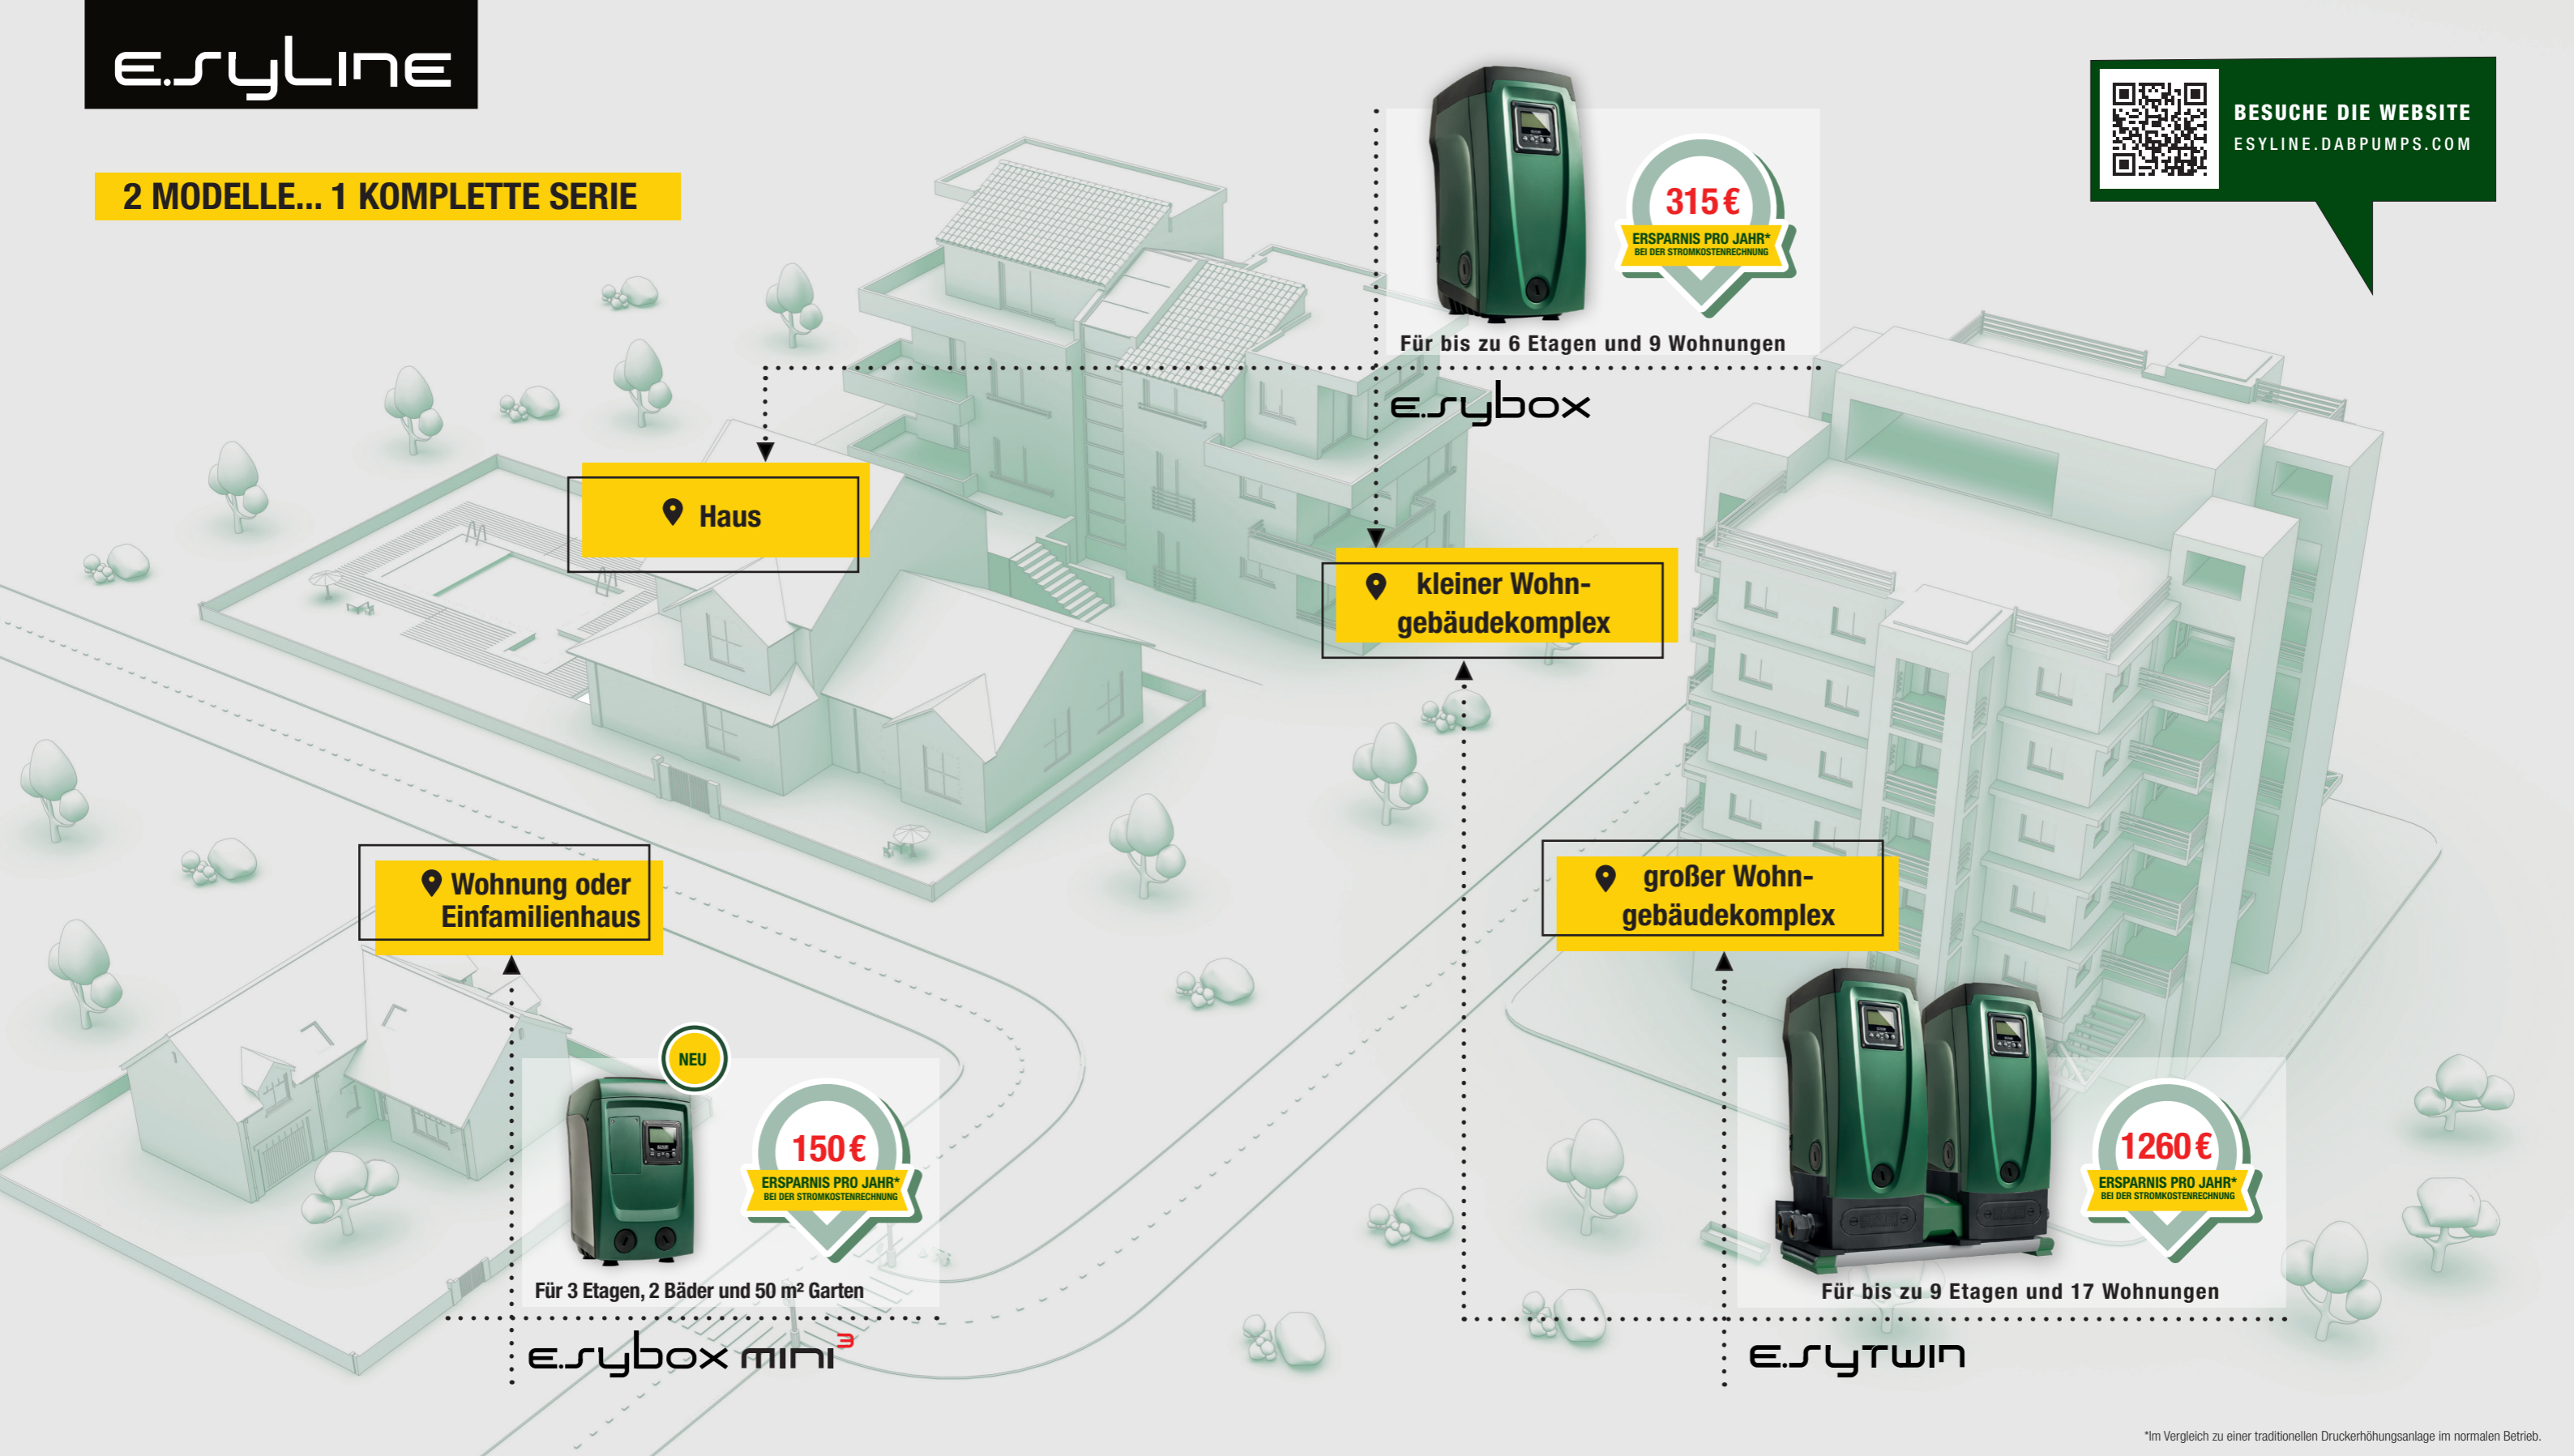 e.syLine
2 MODELLE... 1 KOMPLETTE SERIE
BESUCHE DIE WEBSITE
ESYLINE.DABPUMPS.COM
315 €
ERSPARNIS PRO JAHR*
BEI DER STROMKOSTENRECHNUNG
Für bis zu 6 Etagen und 9 Wohnungen
e.sybox
Haus
kleiner Wohn-
gebäudekomplex
Wohnung oder
Einfamilienhaus
großer Wohn-
gebäudekomplex
NEU
150 €
ERSPARNIS PRO JAHR*
BEI DER STROMKOSTENRECHNUNG
Für 3 Etagen, 2 Bäder und 50 m² Garten
e.sybox mini³
1260 €
ERSPARNIS PRO JAHR*
BEI DER STROMKOSTENRECHNUNG
Für bis zu 9 Etagen und 17 Wohnungen
e.sytwin
*Im Vergleich zu einer traditionellen Druckerhöhungsanlage im normalen Betrieb.